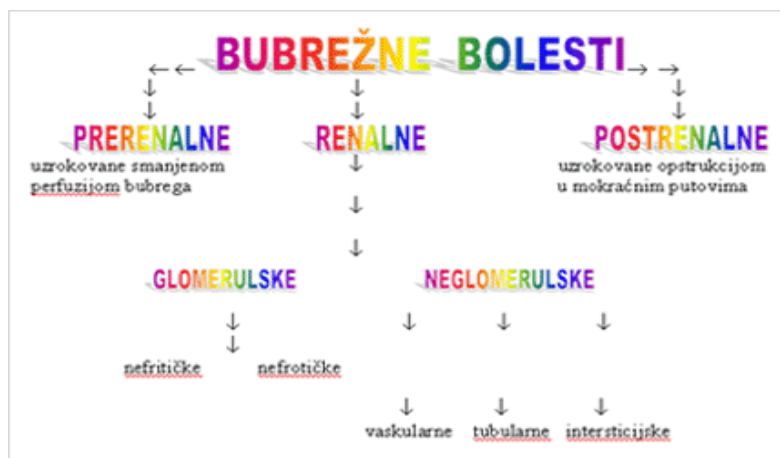 BUBREŽNE BOLESTI
PRERENALNE RENALNE POSTRENALNE
uzrokovane smanjenom
perfuzijom bubrega
uzrokovane opstrukcijom
u mokraćnim putovima
GLOMERULSKE NEGLOMERULSKE
nefritičke nefrotičke
vaskularne tubularne intersticijske